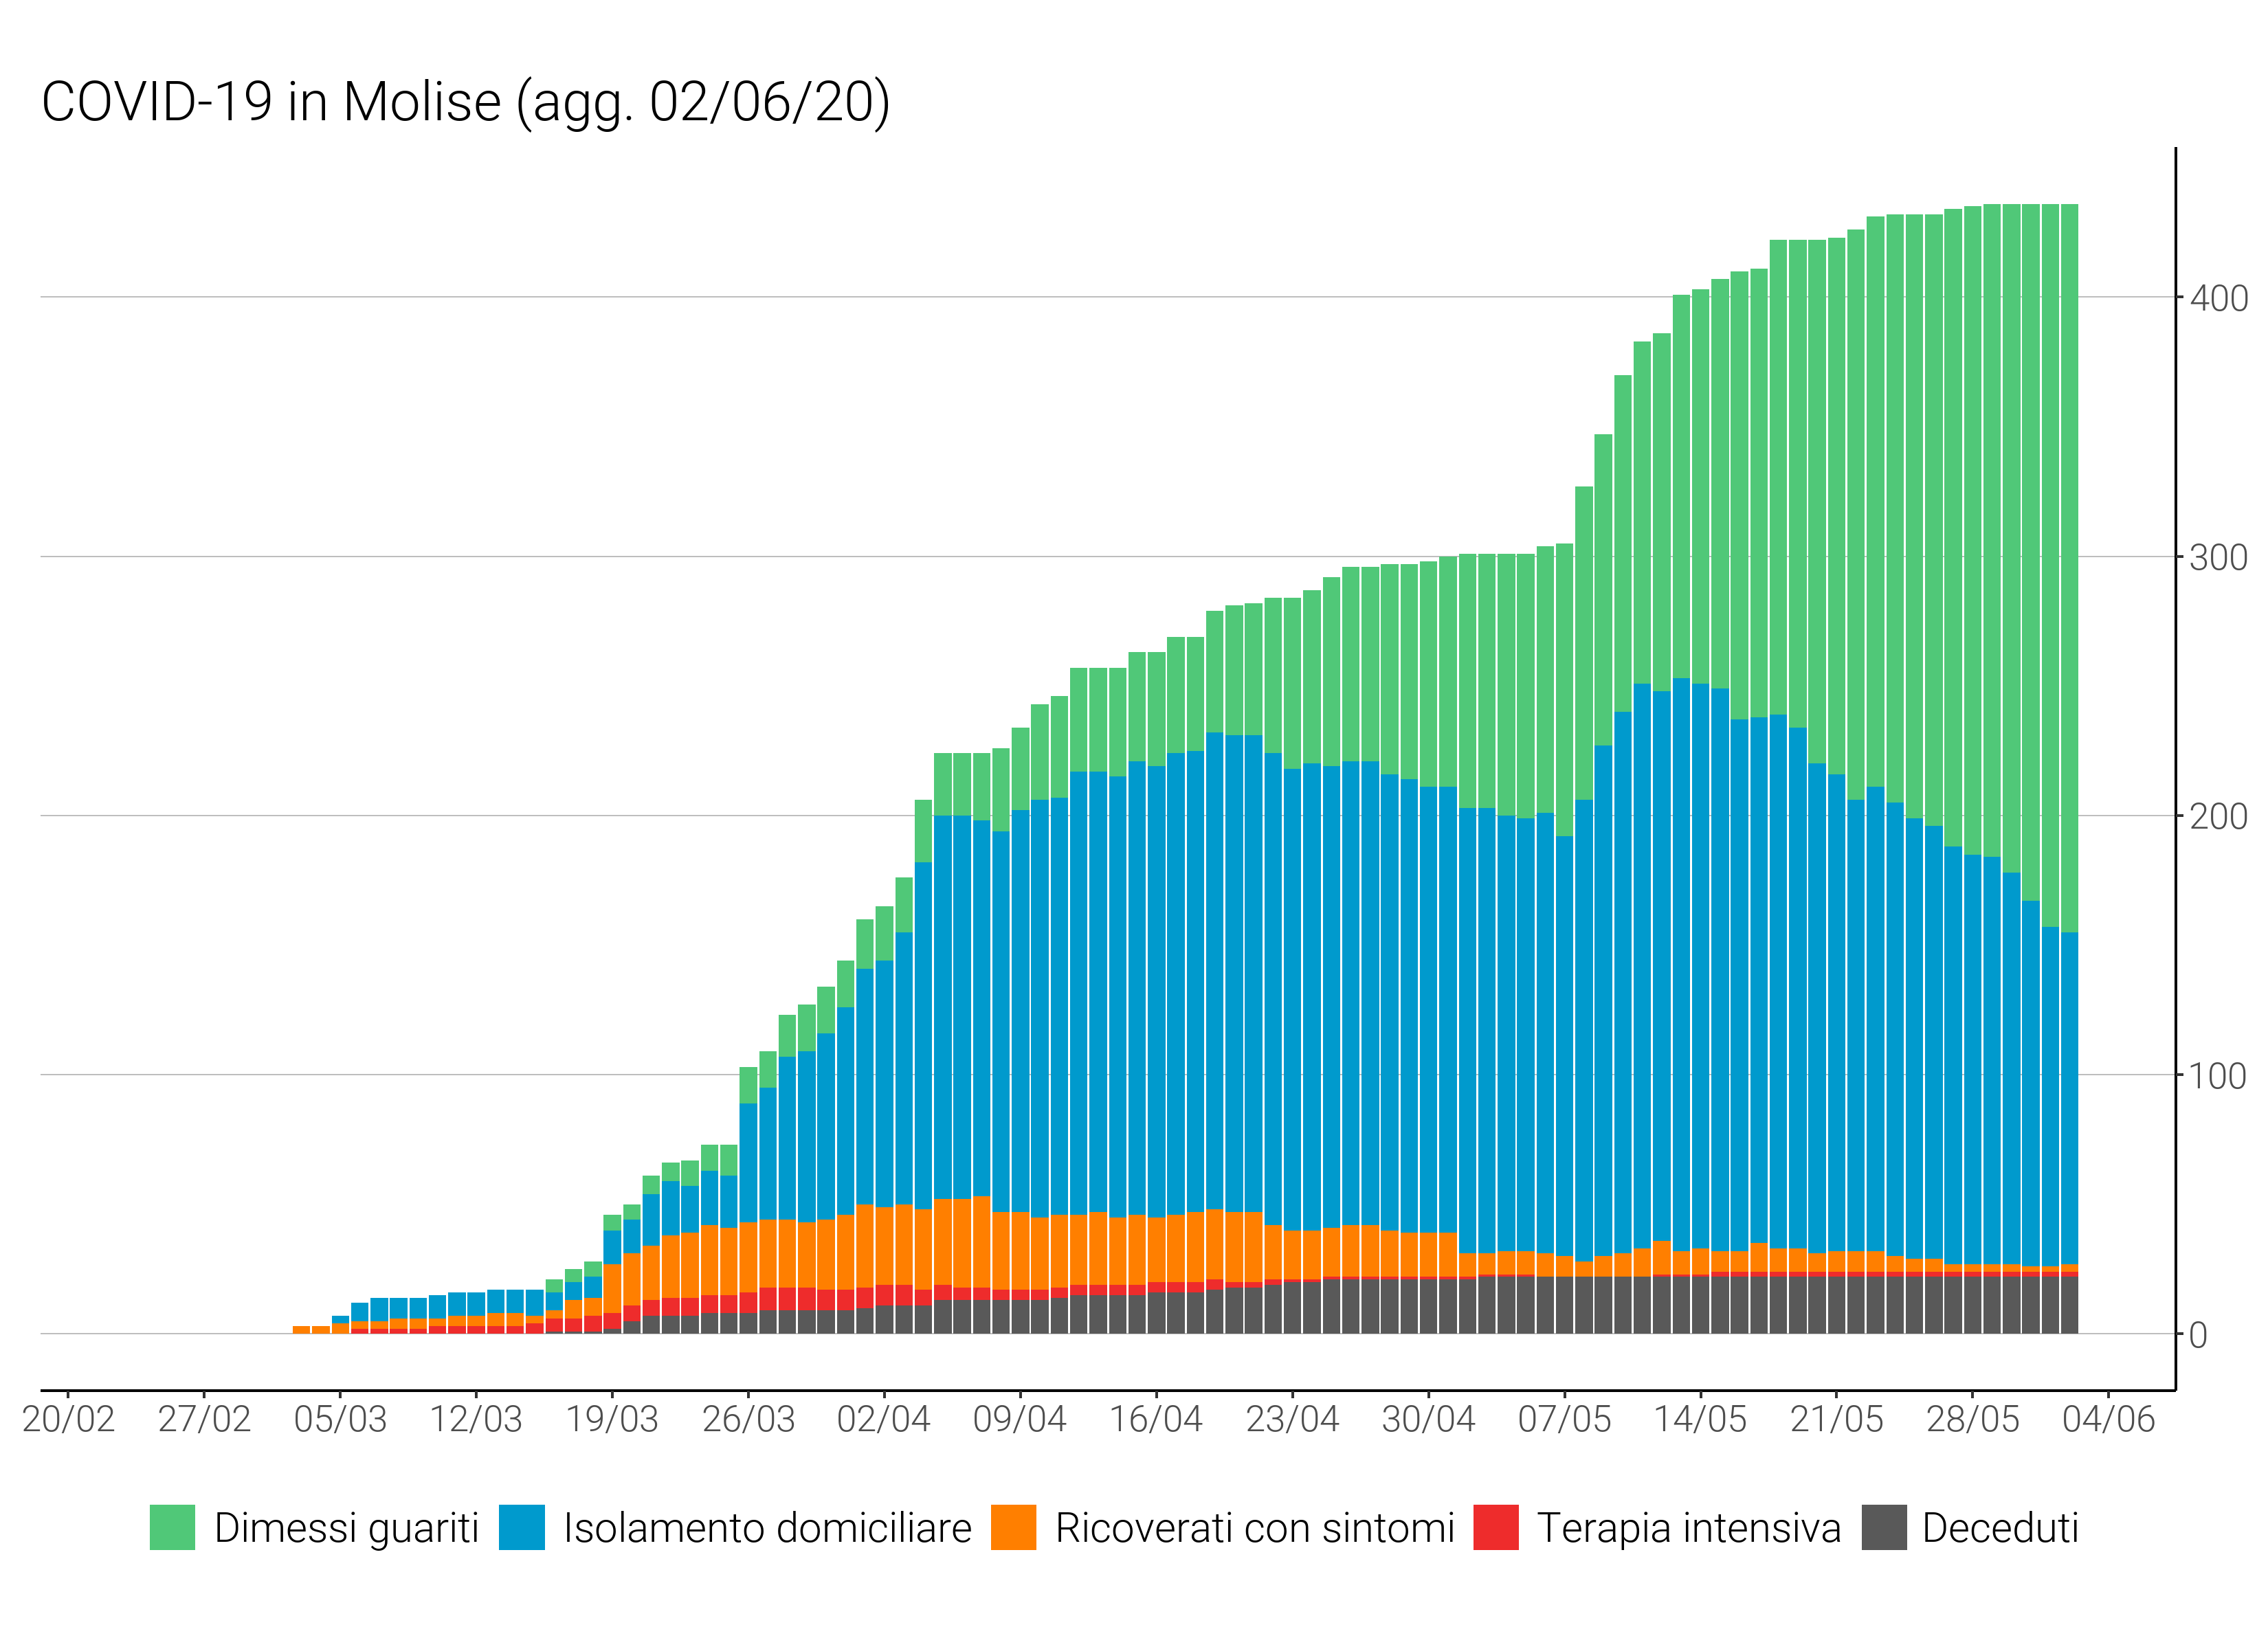 COVID-19 in Molise (agg. 02/06/20)
400
300
200
100
0
20/02 27/02 05/03 12/03 19/03 26/03 02/04 09/04 16/04 23/04 30/04 07/05 14/05 21/05 28/05 04/06
Dimessi guariti Isolamento domiciliare Ricoverati con sintomi Terapia intensiva Deceduti